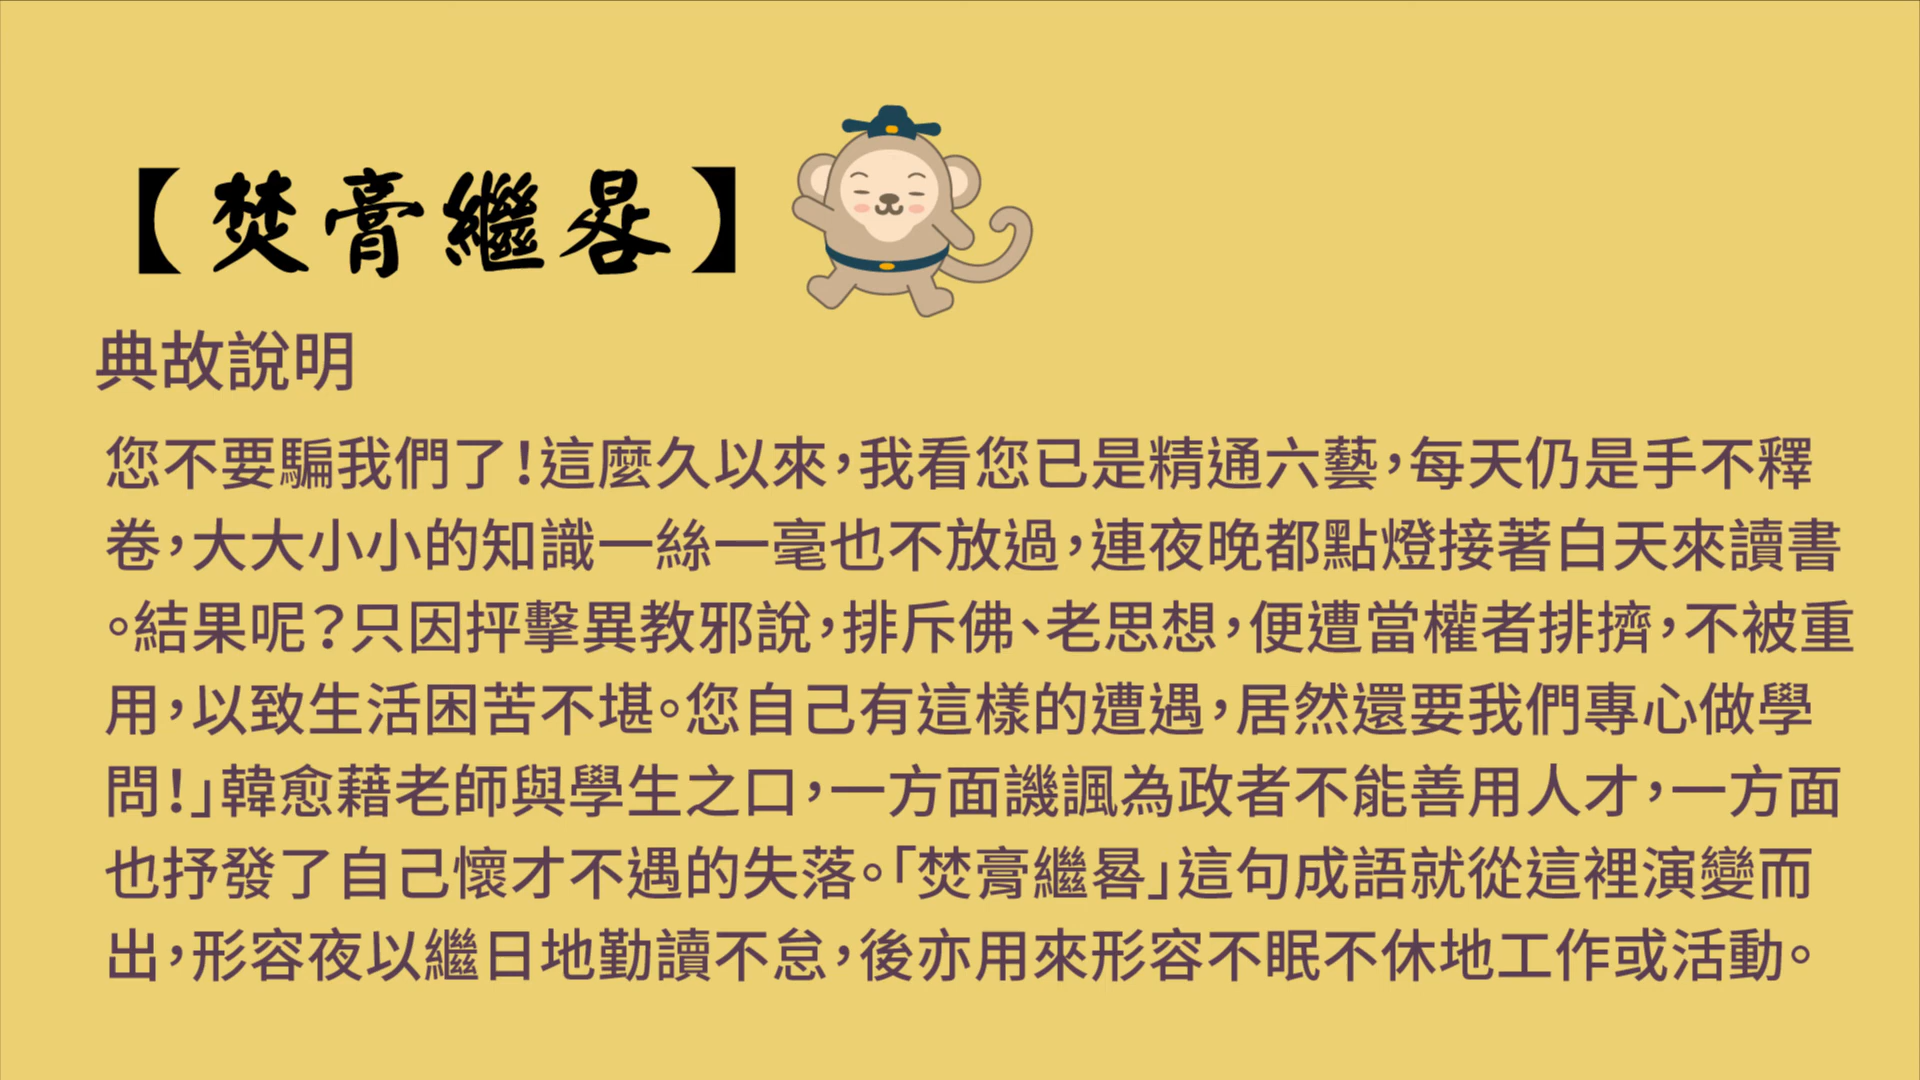 【焚膏繼晷】
典故說明
您不要騙我們了！這麼久以來，我看您已是精通六藝，每天仍是手不釋
卷，大大小小的知識一絲一毫也不放過，連夜晚都點燈接著白天來讀書
。結果呢？只因抨擊異教邪說，排斥佛、老思想，便遭當權者排擠，不被重
用，以致生活困苦不堪。您自己有這樣的遭遇，居然還要我們專心做學
問！」韓愈藉老師與學生之口，一方面譏諷為政者不能善用人才，一方面
也抒發了自己懷才不遇的失落。「焚膏繼晷」這句成語就從這裡演變而
出，形容夜以繼日地勤讀不怠，後亦用來形容不眠不休地工作或活動。